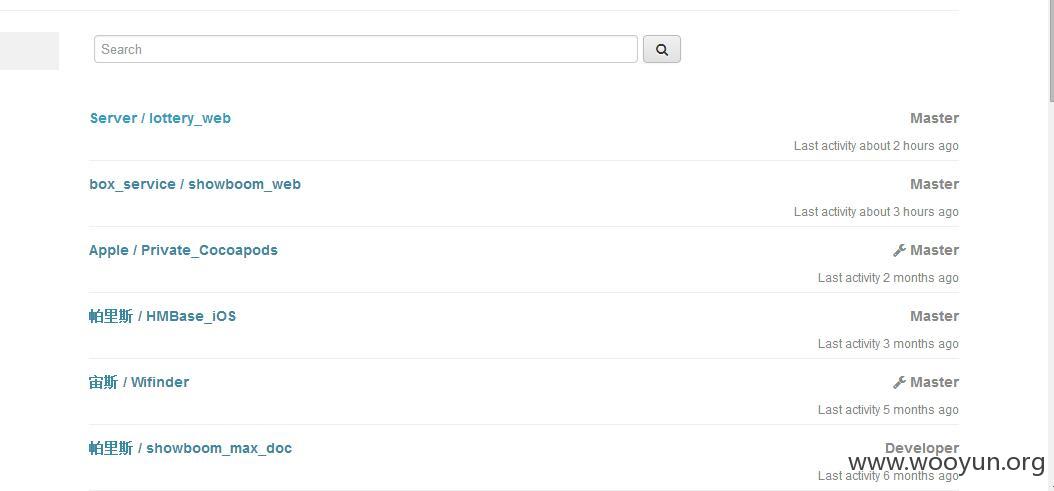 Search
Server / lottery_web
Master
Last activity about 2 hours ago
box_service / showboom_web
Master
Last activity about 3 hours ago
Apple / Private_Cocoapods
Master
Last activity 2 months ago
帕里斯 / HMBase_iOS
Master
Last activity 3 months ago
宙斯 / Wifinder
Master
Last activity 5 months ago
帕里斯 / showboom_max_doc
Developer
www.wooyun.org
Last activity 6 months ago